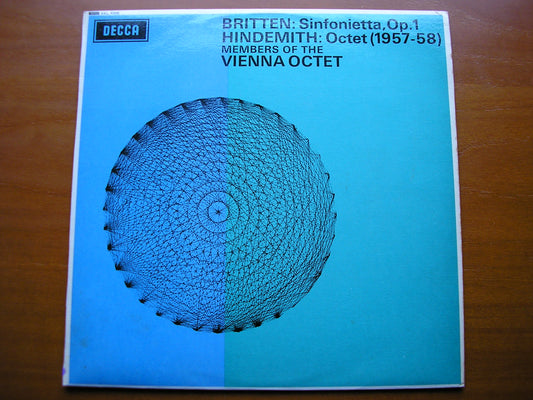 DECCA
BRITTEN: Sinfonietta, Op.1
HINDEMITH: Octet (1957-58)
MEMBERS OF THE
VIENNA OCTET